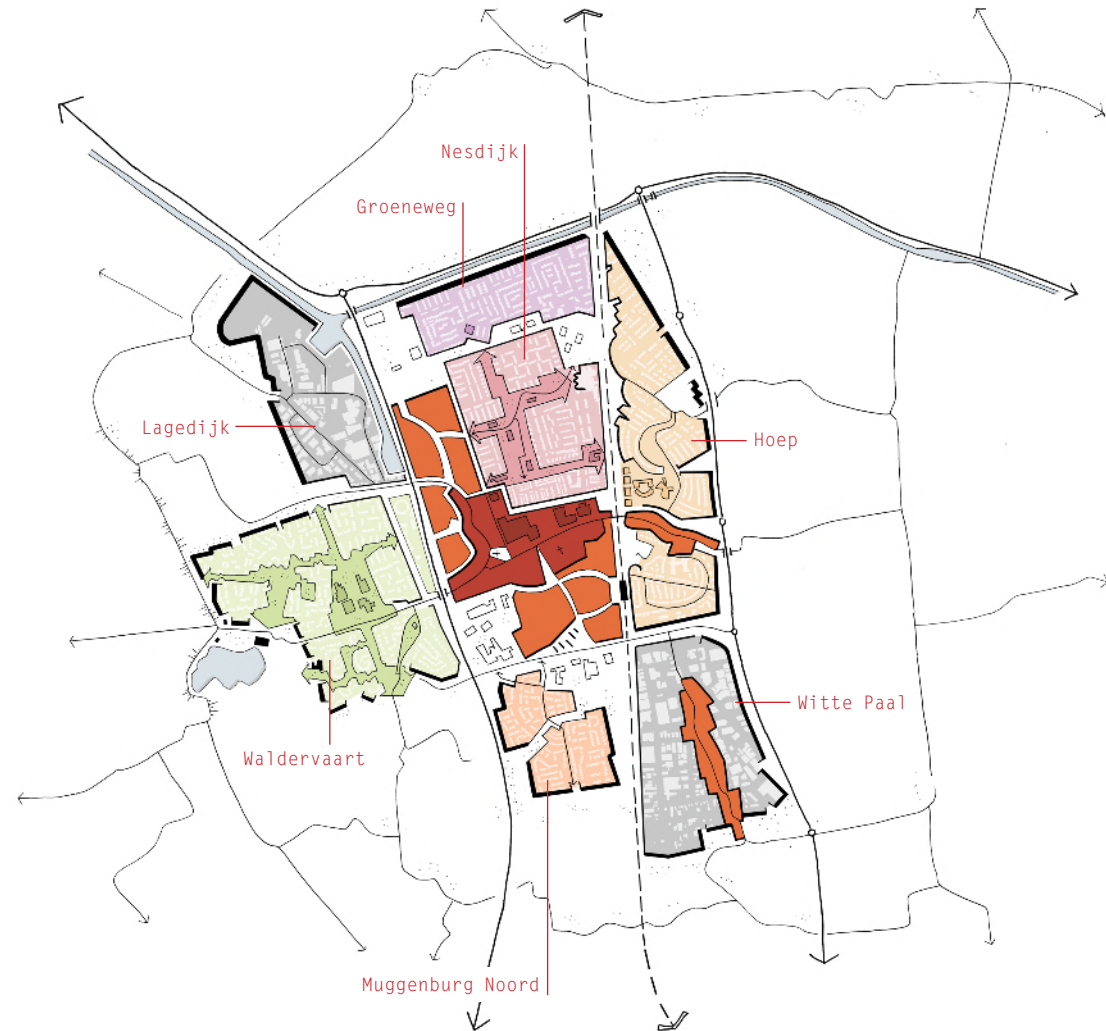 Nesdijk
Groeneweg
Lagedijk
Hoep
Witte Paal
Waldervaart
Muggenburg Noord